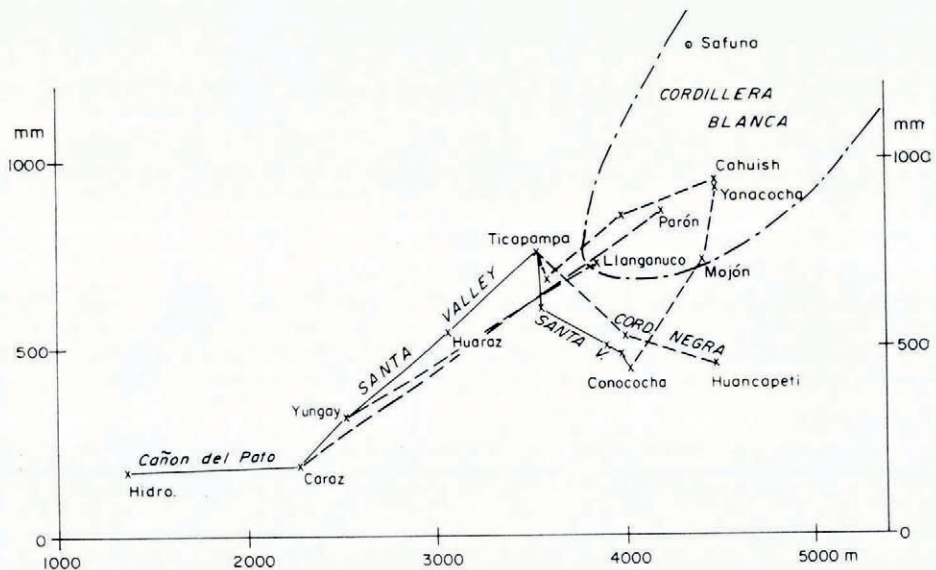 Safuna
CORDILLERA
BLANCA
mm
mm
1000
1000
Cahuish
Yanacocha
Parón
Ticapampa
Llanganuco
Mojón
SANTA VALLEY
Huaraz
SANTA V.
CORD. NEGRA
500
500
Conococha
Huancapeti
Yungay
Cañon del Pato
Hidro.
Caraz
0
0
1000
2000
3000
4000
5000 m